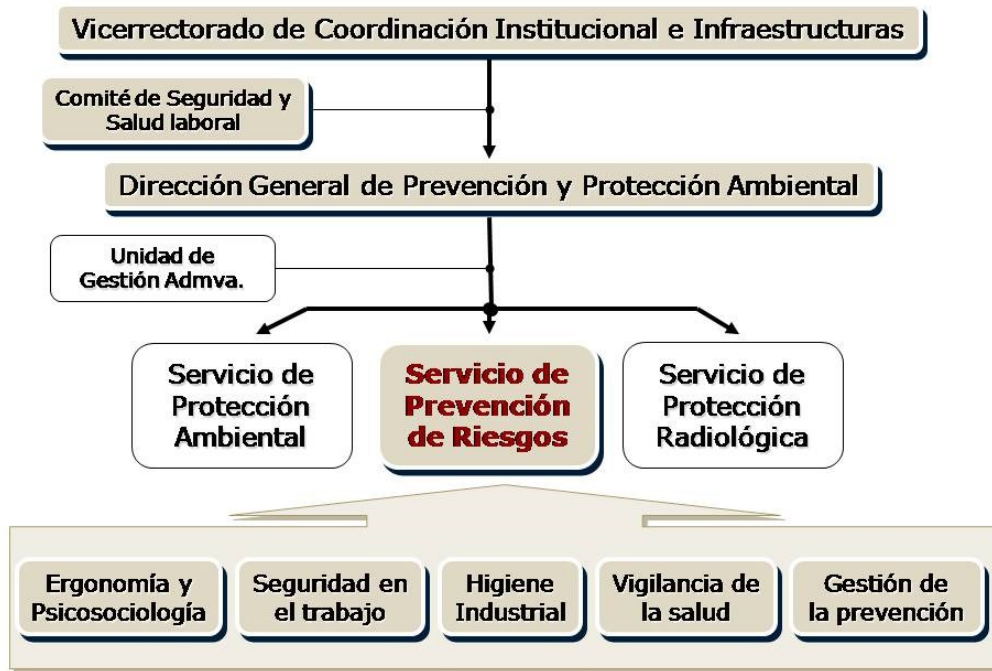 Vicerrectorado de Coordinación Institucional e Infraestructuras
Comité de Seguridad y
Salud laboral
Dirección General de Prevención y Protección Ambiental
Unidad de
Gestión Admva.
Servicio de
Protección
Ambiental
Servicio de
Prevención
de Riesgos
Servicio de
Protección
Radiológica
Ergonomía y
Psicosociología
Seguridad en
el trabajo
Higiene
Industrial
Vigilancia de
la salud
Gestión de
la prevención